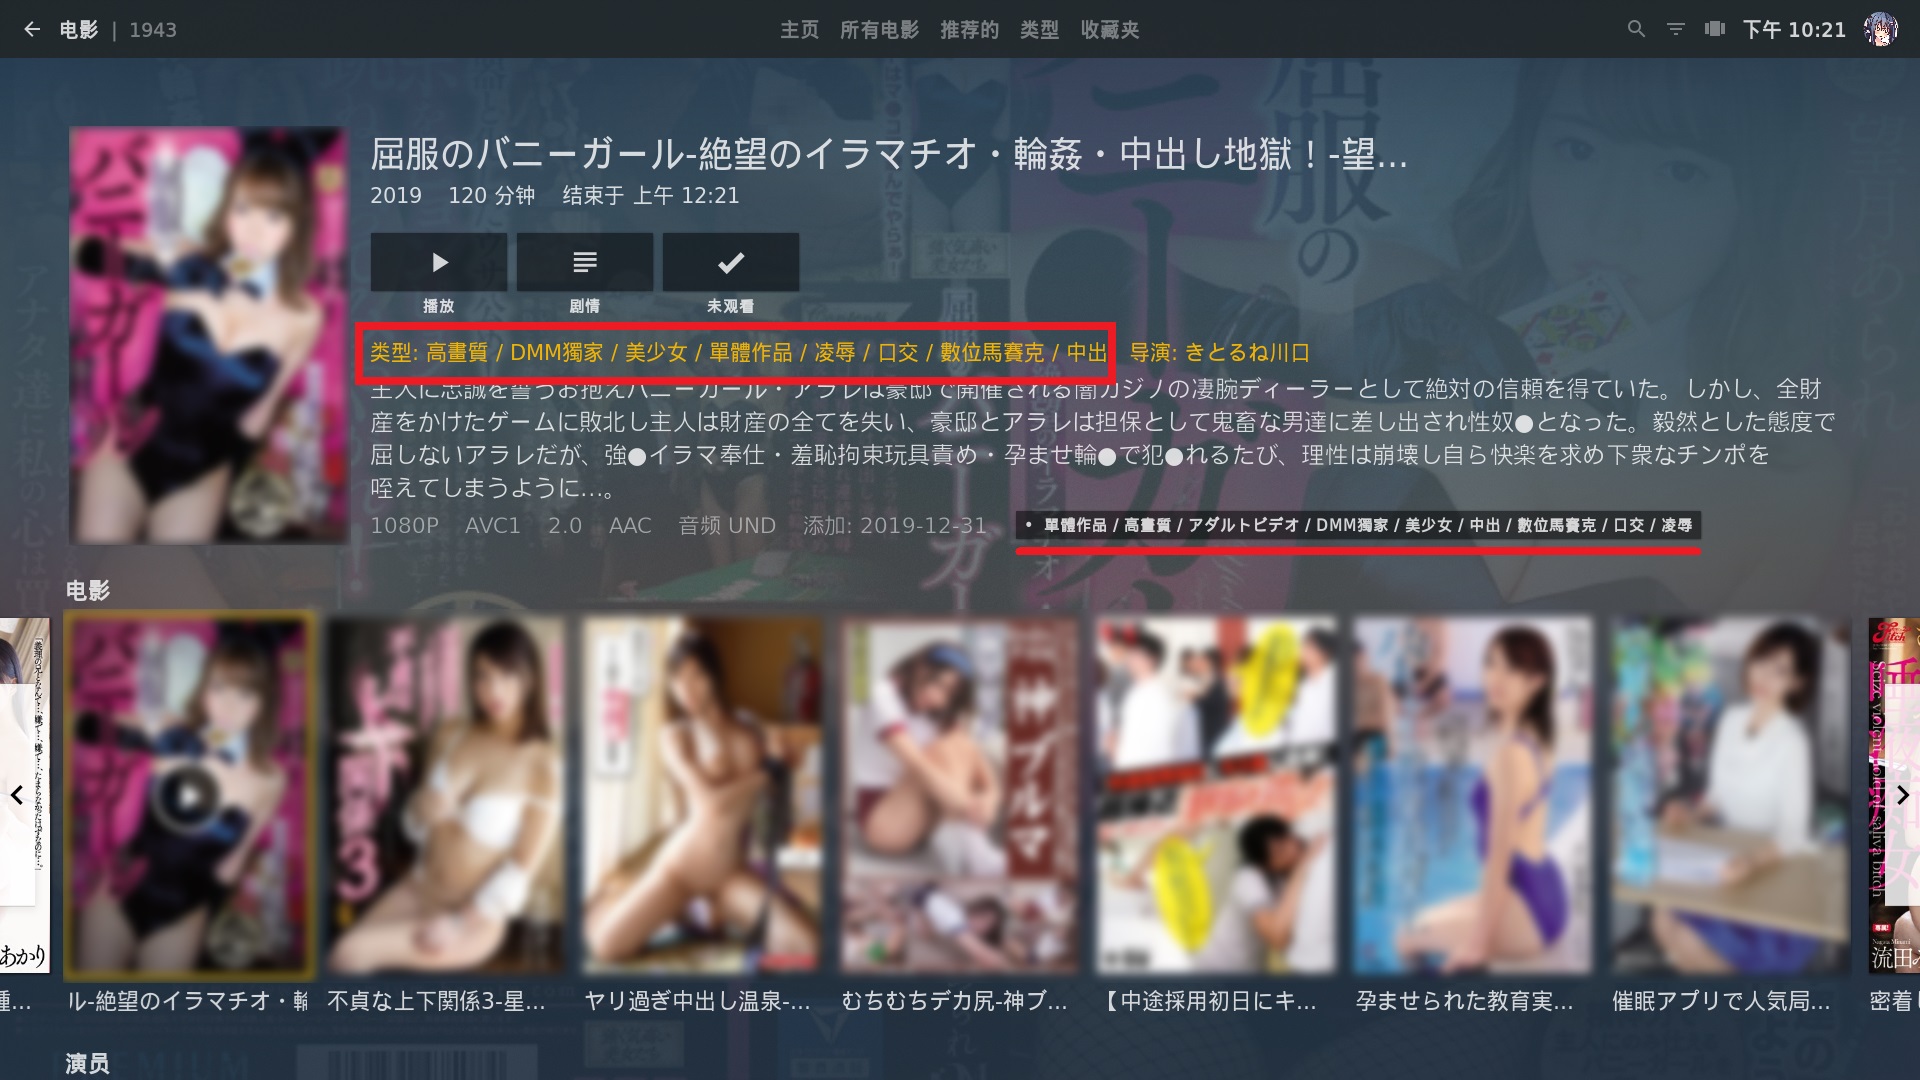 电影 | 1943
主页 所有电影 推荐的 类型 收藏夹
下午 10:21
屈服のバニーガール-絶望のイラマチオ・輪姦・中出し地獄！-望...
2019 120 分钟 结束于 上午 12:21
播放 剧情 未观看
类型: 高畫質 / DMM獨家 / 美少女 / 單體作品 / 凌辱 / 口交 / 數位馬賽克 / 中出 导演: きとるね川口
主人に忠誠を誓うお抱えバニーガール・アラレは豪邸で開催される闇カジノの凄腕ディーラーとして絶対の信頼を得ていた。しかし、全財
産をかけたゲームに敗北し主人は財産の全てを失い、豪邸とアラレは担保として鬼畜な男達に差し出され性奴●となった。毅然とした態度で
屈しないアラレだが、強●イラマ奉仕・羞恥拘束玩具責め・孕ませ輪●で犯●れるたび、理性は崩壊し自ら快楽を求め下衆なチンポを
咥えてしまうように…。
1080P AVC1 2.0 AAC 音频 UND 添加: 2019-12-31
• 單體作品 / 高畫質 / アダルトビデオ / DMM獨家 / 美少女 / 中出 / 數位馬賽克 / 口交 / 凌辱
电影
ル-絶望のイラマチオ・輪
不貞な上下関係3-星...
ヤリ過ぎ中出し温泉-...
むちむちデカ尻-神ブ...
【中途採用初日にキ...
孕ませられた教育実...
催眠アプリで人気局...
密着し
演员